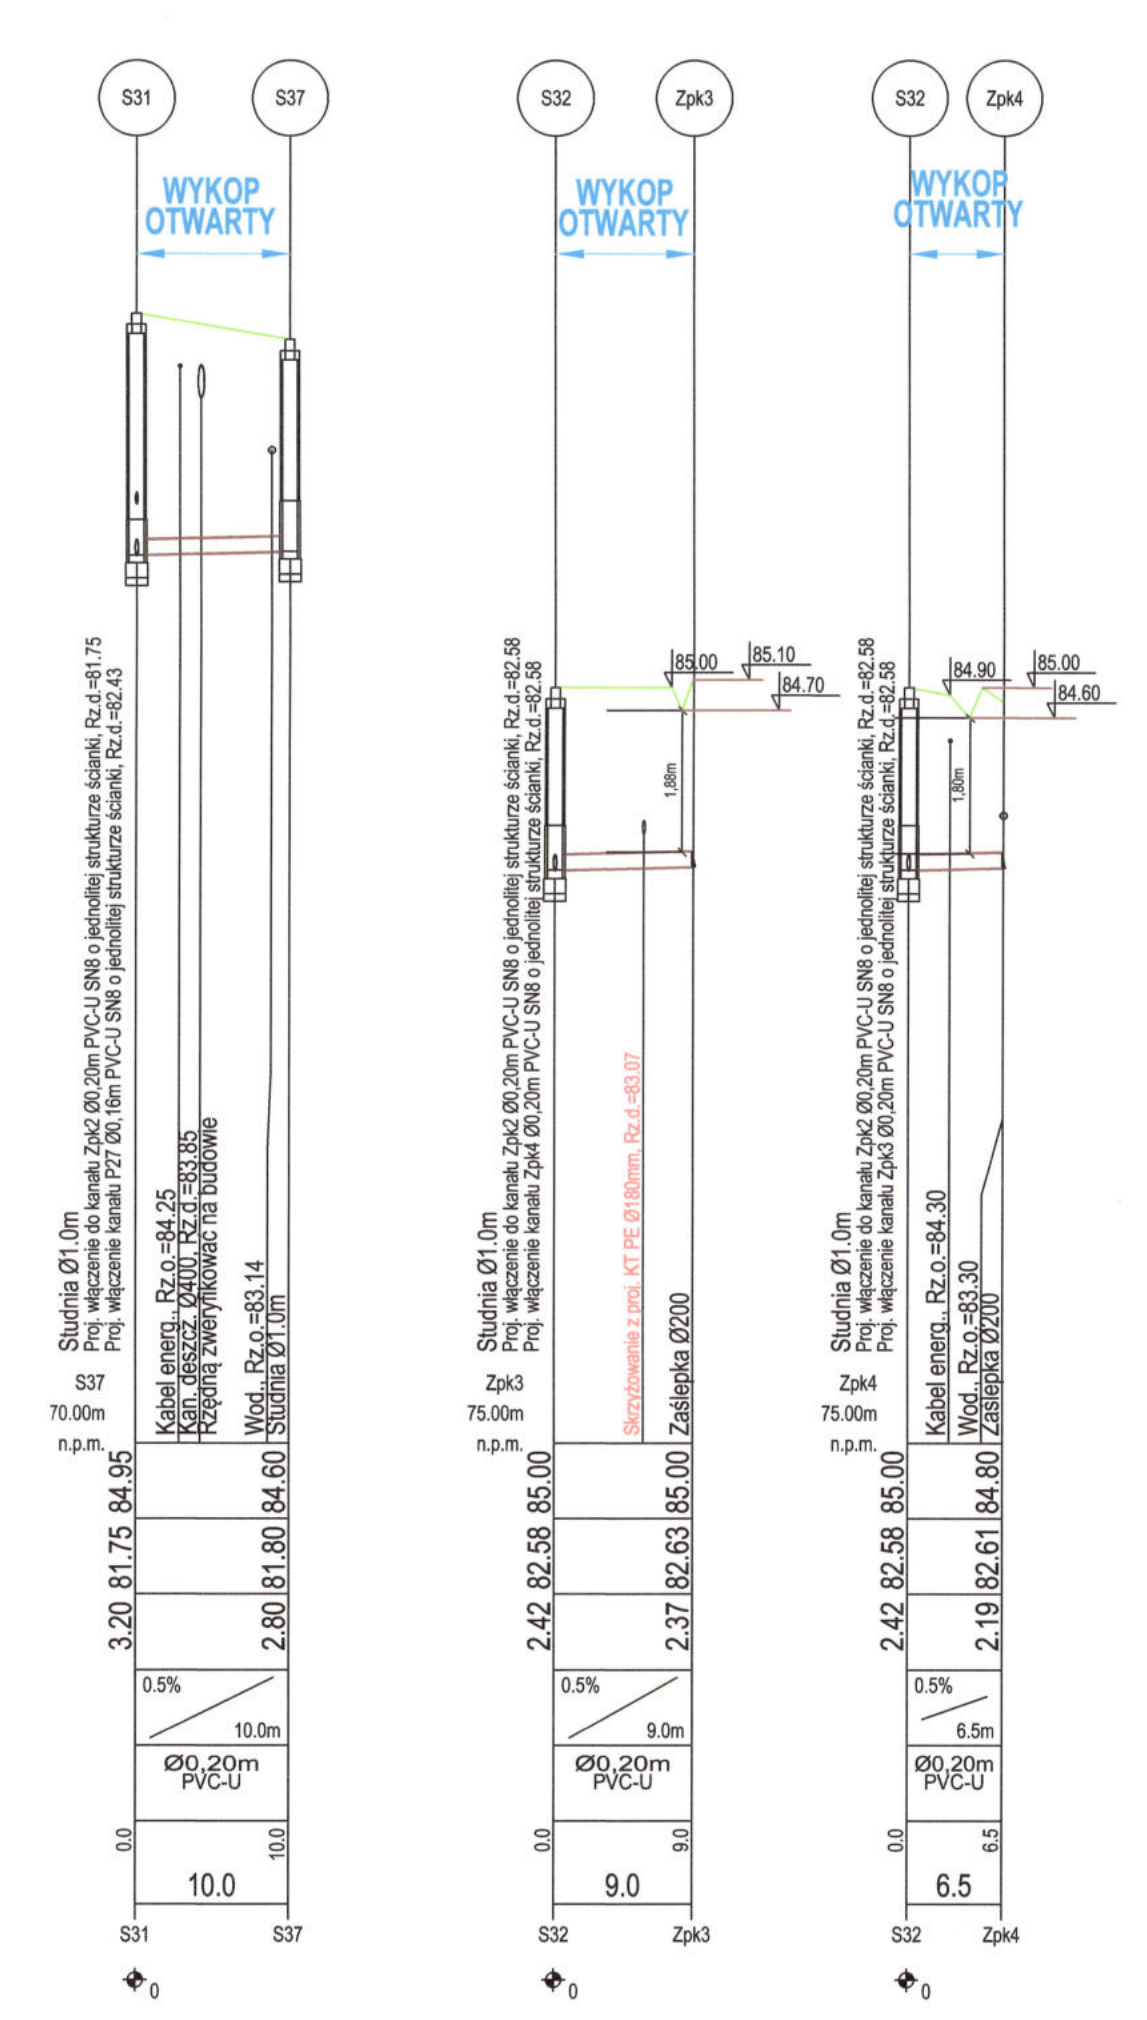 S31
S37
WYKOP
OTWARTY
Studnia Ø1.0m
Proj. włączenie do kanału Zpk2 Ø0,20m PVC-U SN8 o jednolitej strukturze ścianki, Rz.d.=81.75
Proj. włączenie kanału P27 Ø0,16m PVC-U SN8 o jednolitej strukturze ścianki, Rz.d.=82.43
Kabel energ., Rz.o.=84.25
Kan. deszcz. Ø400, Rz.d.=83.85
Rzędną zweryfikować na budowie
Wod., Rz.o.=83.14
Studnia Ø1.0m
S37
70.00m
n.p.m.
84.95
84.60
81.75
81.80
3.20
2.80
0.5%
10.0m
Ø0,20m
PVC-U
0.0
10.0
10.0
S31
S37
0
S32
Zpk3
WYKOP
OTWARTY
85.00
85.10
84.70
1,88m
Studnia Ø1.0m
Proj. włączenie do kanału Zpk2 Ø0,20m PVC-U SN8 o jednolitej strukturze ścianki, Rz.d.=82.58
Proj. włączenie kanału Zpk4 Ø0,20m PVC-U SN8 o jednolitej strukturze ścianki, Rz.d.=82.58
Skrzyżowanie z proj. KT PE Ø180mm, Rz.d.=83.07
Zaślepka Ø200
Zpk3
75.00m
n.p.m.
85.00
85.00
82.58
82.63
2.42
2.37
0.5%
9.0m
Ø0,20m
PVC-U
0.0
9.0
9.0
S32
Zpk3
0
S32
Zpk4
WYKOP
OTWARTY
84.90
85.00
84.60
1,80m
Studnia Ø1.0m
Proj. włączenie do kanału Zpk2 Ø0,20m PVC-U SN8 o jednolitej strukturze ścianki, Rz.d.=82.58
Proj. włączenie kanału Zpk3 Ø0,20m PVC-U SN8 o jednolitej strukturze ścianki, Rz.d.=82.58
Kabel energ., Rz.o.=84.30
Wod., Rz.o.=83.30
Zaślepka Ø200
Zpk4
75.00m
n.p.m.
85.00
84.80
82.58
82.61
2.42
2.19
0.5%
6.5m
Ø0,20m
PVC-U
0.0
6.5
6.5
S32
Zpk4
0